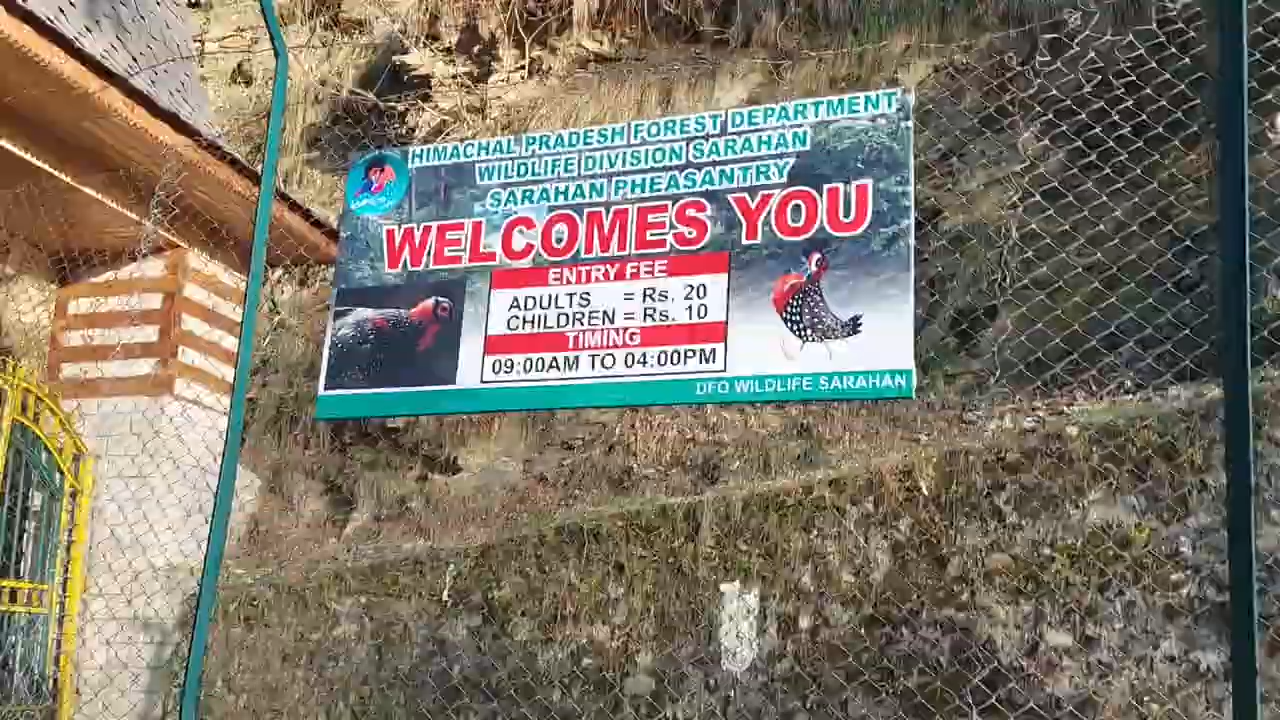 HIMACHAL PRADESH FOREST DEPARTMENT
WILDLIFE DIVISION SARAHAN
SARAHAN PHEASANTRY
WELCOMES YOU
ENTRY FEE
ADULTS = Rs. 20
CHILDREN = Rs. 10
TIMING
09:00AM TO 04:00PM
DFO WILDLIFE SARAHAN